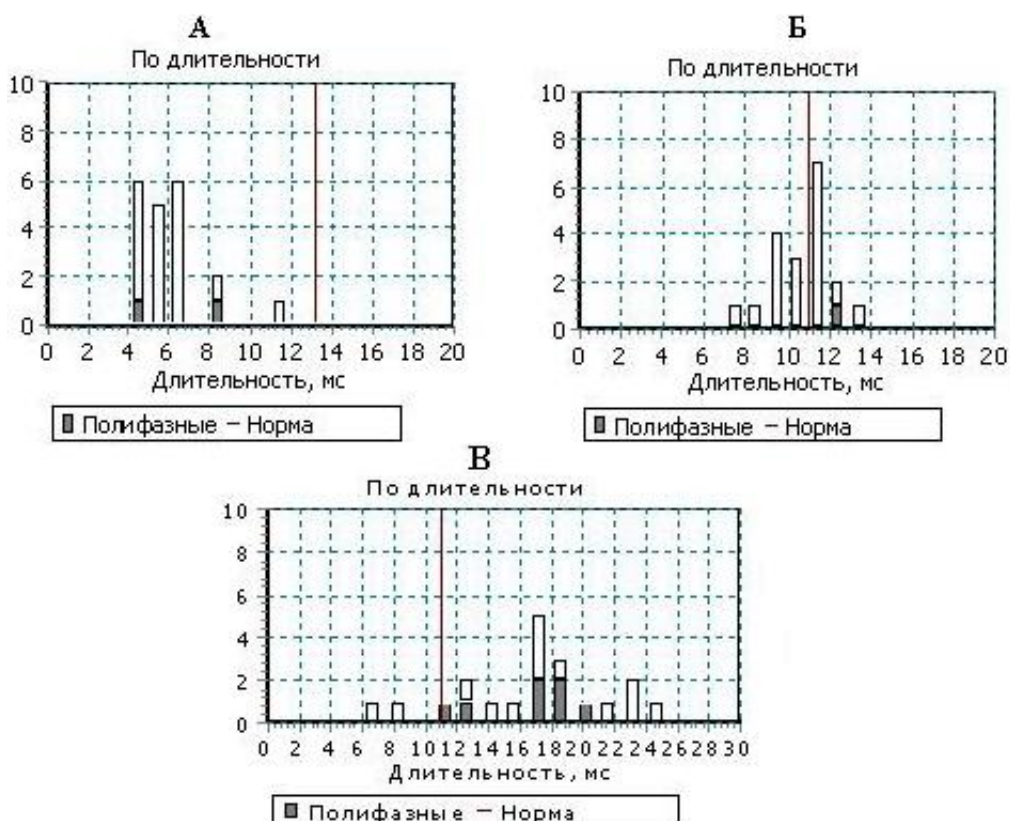 А
По длительности
10
8
6
4
2
0
0 2 4 6 8 10 12 14 16 18 20
Длительность, мс
Полифазные – Норма
Б
По длительности
10
8
6
4
2
0
0 2 4 6 8 10 12 14 16 18 20
Длительность, мс
Полифазные – Норма
В
По длительности
10
8
6
4
2
0
0 2 4 6 8 10 12 14 16 18 20 22 24 26 28 30
Длительность, мс
Полифазные – Норма